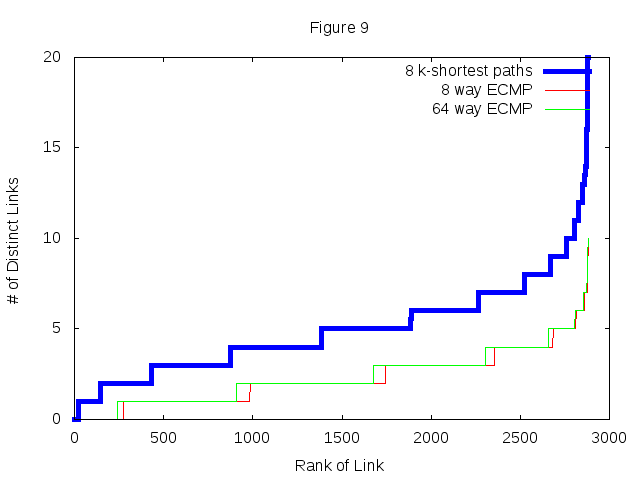 Figure 9
20
15
10
5
0
# of Distinct Links
8 k-shortest paths
8 way ECMP
64 way ECMP
0 500 1000 1500 2000 2500 3000
Rank of Link